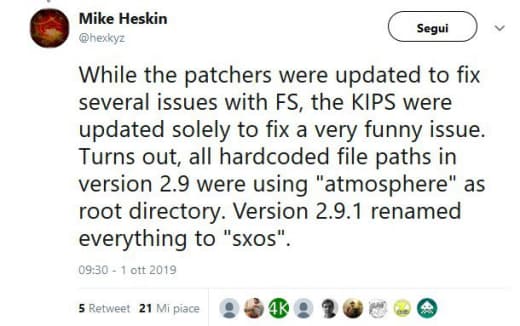 Mike Heskin
@hexkyz
Segui
While the patchers were updated to fix
several issues with FS, the KIPS were
updated solely to fix a very funny issue.
Turns out, all hardcoded file paths in
version 2.9 were using "atmosphere" as
root directory. Version 2.9.1 renamed
everything to "sxos".
09:30 - 1 ott 2019
5 Retweet 21 Mi piace
4K